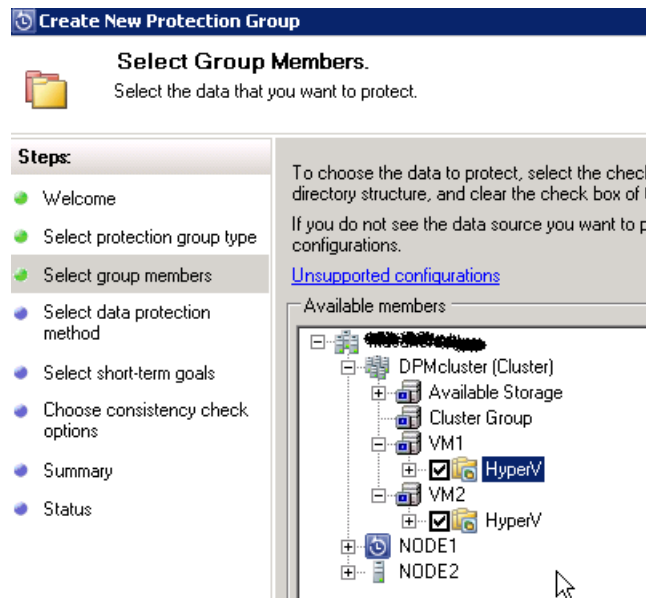 Create New Protection Group
Select Group Members.
Select the data that you want to protect.
Steps:
Welcome
Select protection group type
Select group members
Select data protection
method
Select short-term goals
Choose consistency check
options
Summary
Status
To choose the data to protect, select the check
directory structure, and clear the check box of
If you do not see the data source you want to p
configurations.
Unsupported configurations
Available members
DPMcluster (Cluster)
Available Storage
Cluster Group
VM1
HyperV
VM2
HyperV
NODE1
NODE2